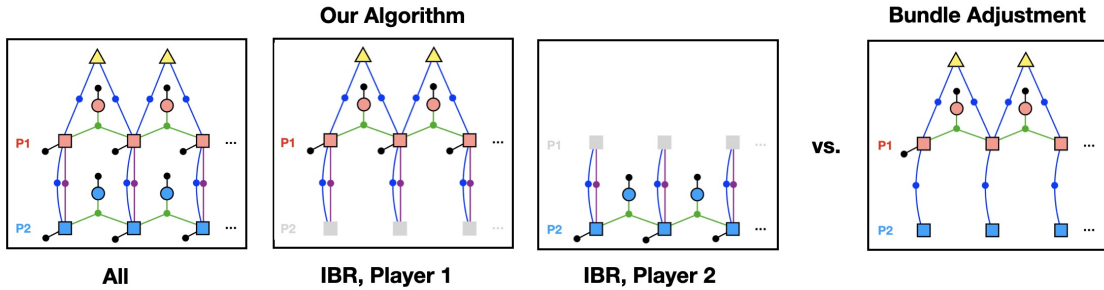 Our Algorithm
Bundle Adjustment
P1
...
P2
...
P1
...
P2
...
P1
...
P2
...
vs.
P1
...
P2
...
All
IBR, Player 1
IBR, Player 2